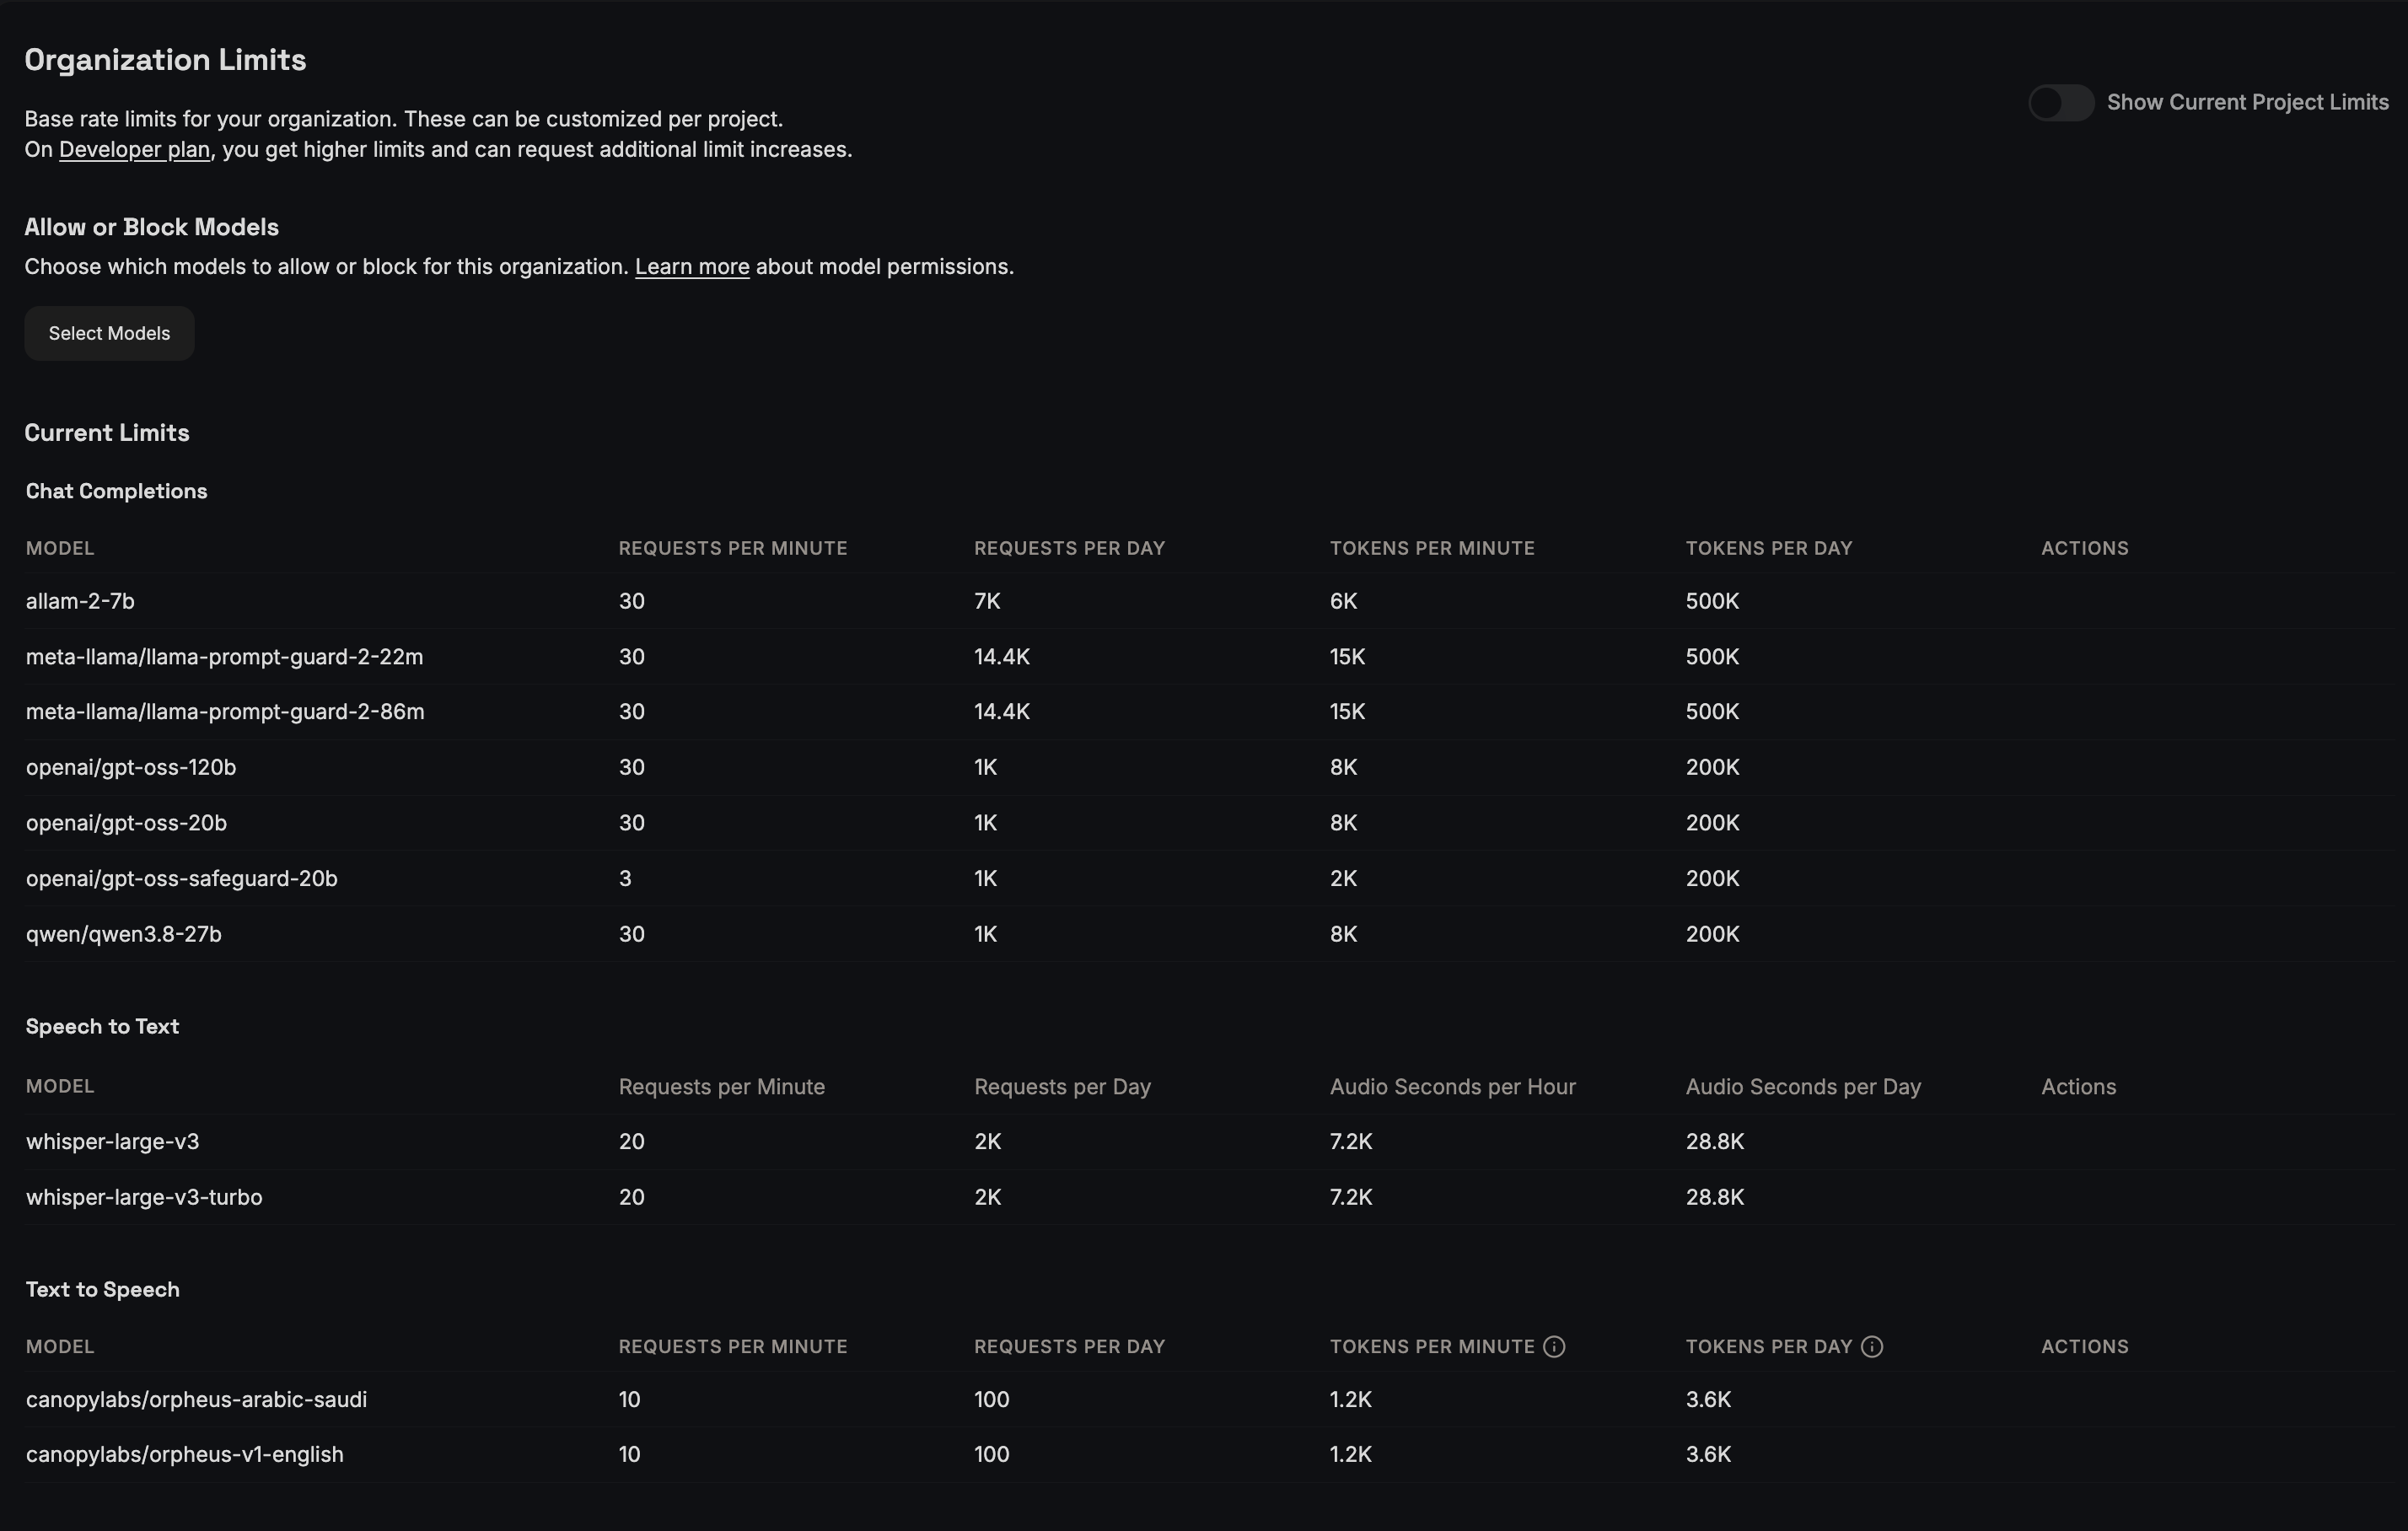 Organization Limits
Show Current Project Limits
Base rate limits for your organization. These can be customized per project.
On Developer plan, you get higher limits and can request additional limit increases.
Allow or Block Models
Choose which models to allow or block for this organization. Learn more about model permissions.
Select Models
Current Limits
Chat Completions
MODEL REQUESTS PER MINUTE REQUESTS PER DAY TOKENS PER MINUTE TOKENS PER DAY ACTIONS
allam-2-7b 30 7K 6K 500K
meta-llama/llama-prompt-guard-2-22m 30 14.4K 15K 500K
meta-llama/llama-prompt-guard-2-86m 30 14.4K 15K 500K
openai/gpt-oss-120b 30 1K 8K 200K
openai/gpt-oss-20b 30 1K 8K 200K
openai/gpt-oss-safeguard-20b 3 1K 2K 200K
qwen/qwen3.8-27b 30 1K 8K 200K
Speech to Text
MODEL Requests per Minute Requests per Day Audio Seconds per Hour Audio Seconds per Day Actions
whisper-large-v3 20 2K 7.2K 28.8K
whisper-large-v3-turbo 20 2K 7.2K 28.8K
Text to Speech
MODEL REQUESTS PER MINUTE REQUESTS PER DAY TOKENS PER MINUTE TOKENS PER DAY ACTIONS
canopylabs/orpheus-arabic-saudi 10 100 1.2K 3.6K
canopylabs/orpheus-v1-english 10 100 1.2K 3.6K